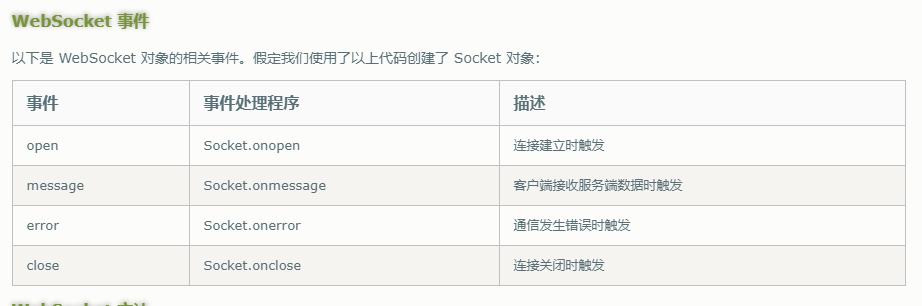 WebSocket 事件
以下是 WebSocket 对象的相关事件。假定我们使用了以上代码创建了 Socket 对象：
事件 事件处理程序 描述
open Socket.onopen 连接建立时触发
message Socket.onmessage 客户端接收服务端数据时触发
error Socket.onerror 通信发生错误时触发
close Socket.onclose 连接关闭时触发